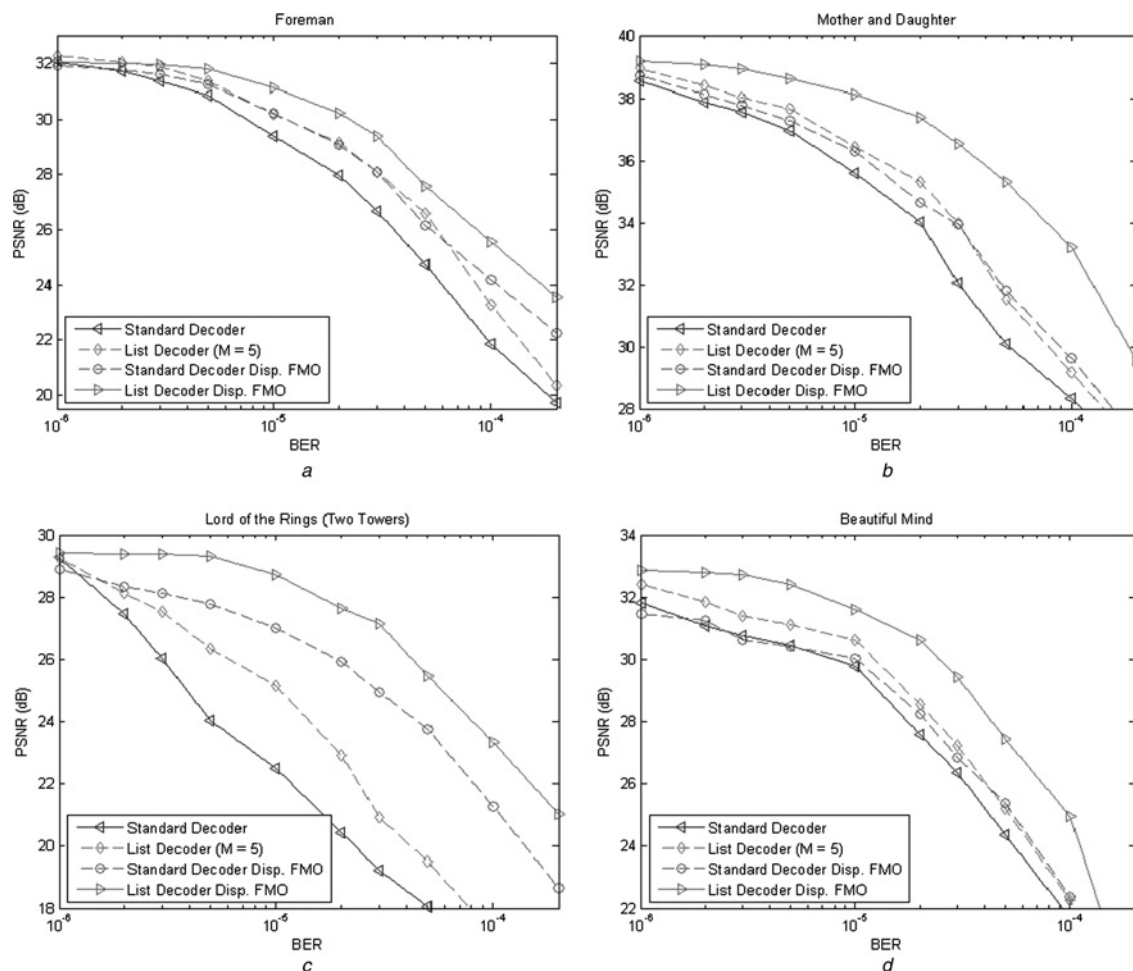 Foreman
32
30
28
26
24
22
20
PSNR (dB)
Standard Decoder
List Decoder (M = 5)
Standard Decoder Disp. FMO
List Decoder Disp. FMO
10^-6
10^-5
10^-4
BER
a
Mother and Daughter
40
38
36
34
32
30
28
PSNR (dB)
Standard Decoder
List Decoder (M = 5)
Standard Decoder Disp. FMO
List Decoder Disp. FMO
10^-6
10^-5
10^-4
BER
b
Lord of the Rings (Two Towers)
30
28
26
24
22
20
18
PSNR (dB)
Standard Decoder
List Decoder (M = 5)
Standard Decoder Disp. FMO
List Decoder Disp. FMO
10^-6
10^-5
10^-4
BER
c
Beautiful Mind
34
32
30
28
26
24
22
PSNR (dB)
Standard Decoder
List Decoder (M = 5)
Standard Decoder Disp. FMO
List Decoder Disp. FMO
10^-6
10^-5
10^-4
BER
d